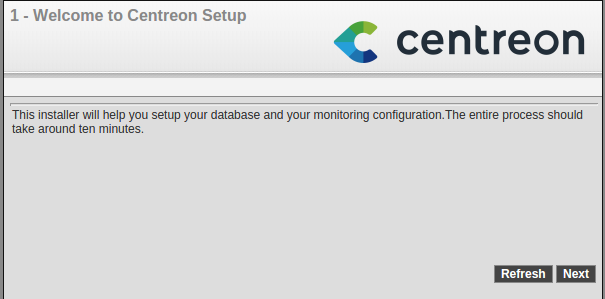 1 - Welcome to Centreon Setup
centreon
This installer will help you setup your database and your monitoring configuration.The entire process should
take around ten minutes.
Refresh Next